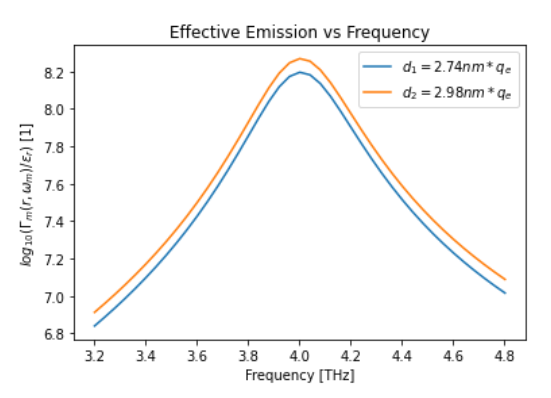 Effective Emission vs Frequency
d₁ = 2.74nm * qₑ
d₂ = 2.98nm * qₑ
log₁₀(Γₘ(r, ωₘ)/εᵣ) [1]
8.2
8.0
7.8
7.6
7.4
7.2
7.0
6.8
3.2 3.4 3.6 3.8 4.0 4.2 4.4 4.6 4.8
Frequency [THz]